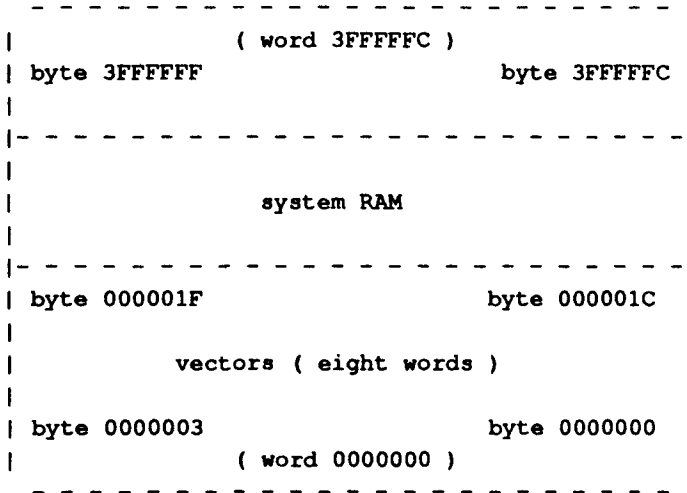 ( word 3FFFFFC )
byte 3FFFFFF byte 3FFFFFC
system RAM
byte 000001F byte 000001C
vectors ( eight words )
byte 0000003 byte 0000000
( word 0000000 )